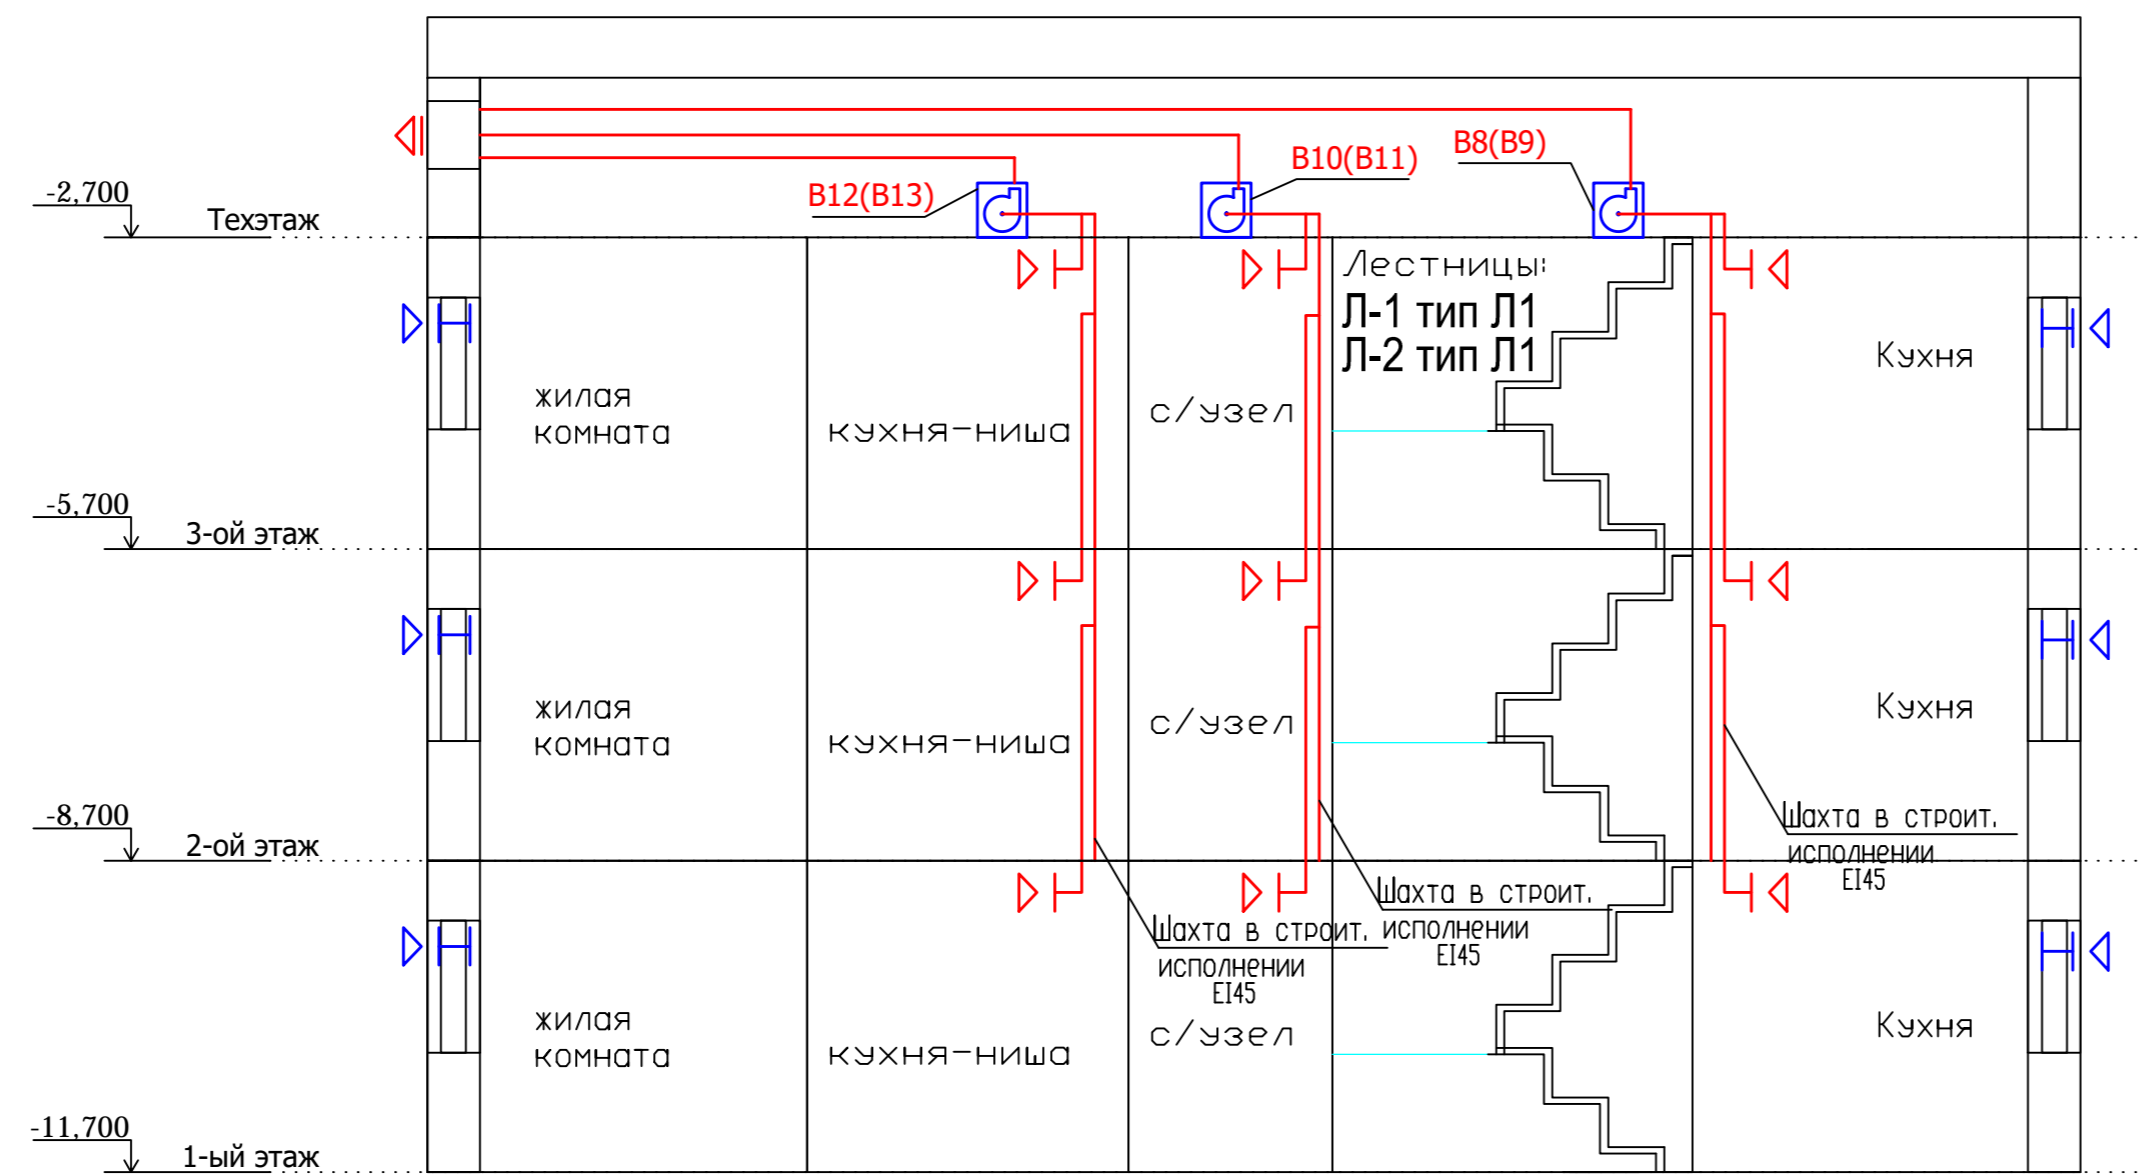 В12(В13)
В10(В11)
В8(В9)
-2,700
Техэтаж
Лестницы:
Л-1 тип Л1
Л-2 тип Л1
жилая
комната
кухня-ниша
с/узел
Кухня
-5,700
3-ой этаж
жилая
комната
кухня-ниша
с/узел
Кухня
-8,700
2-ой этаж
Шахта в строит.
исполнении
EI45
Шахта в строит.
исполнении
EI45
Шахта в строит.
исполнении
EI45
жилая
комната
кухня-ниша
с/узел
Кухня
-11,700
1-ый этаж